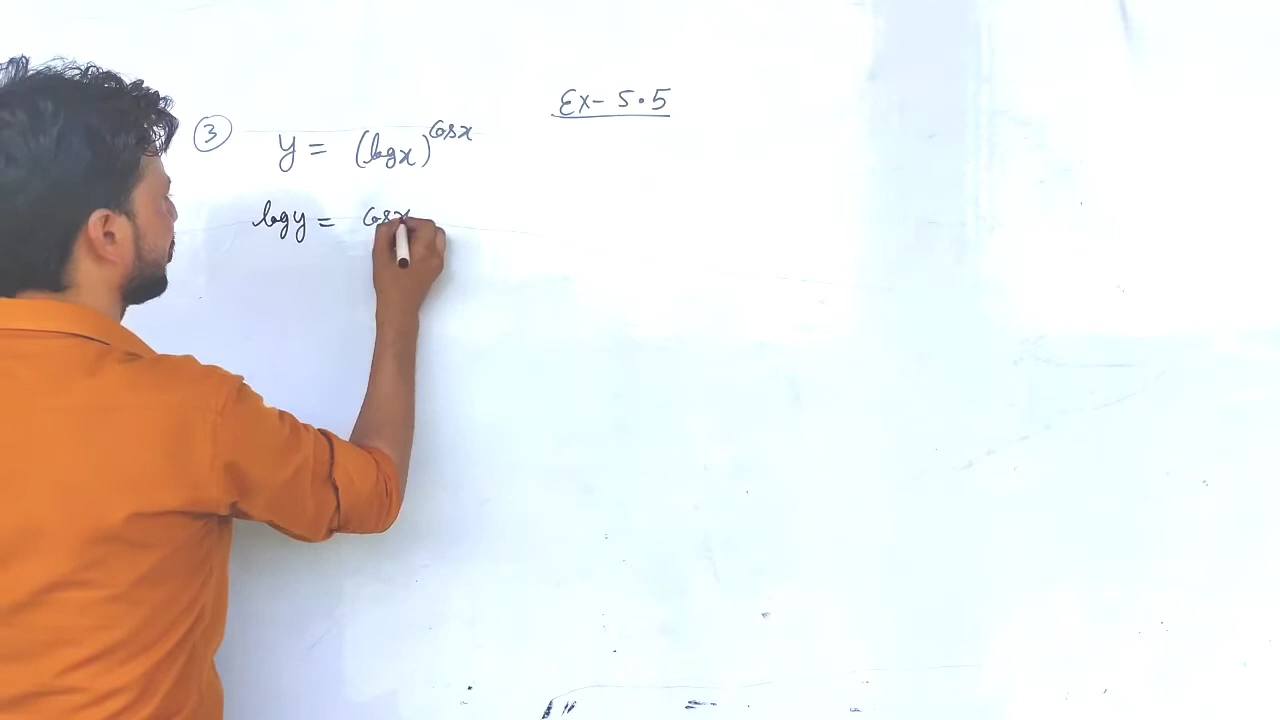 Ex- 5.5
③ y = (logx)^cosx
logy = cosx